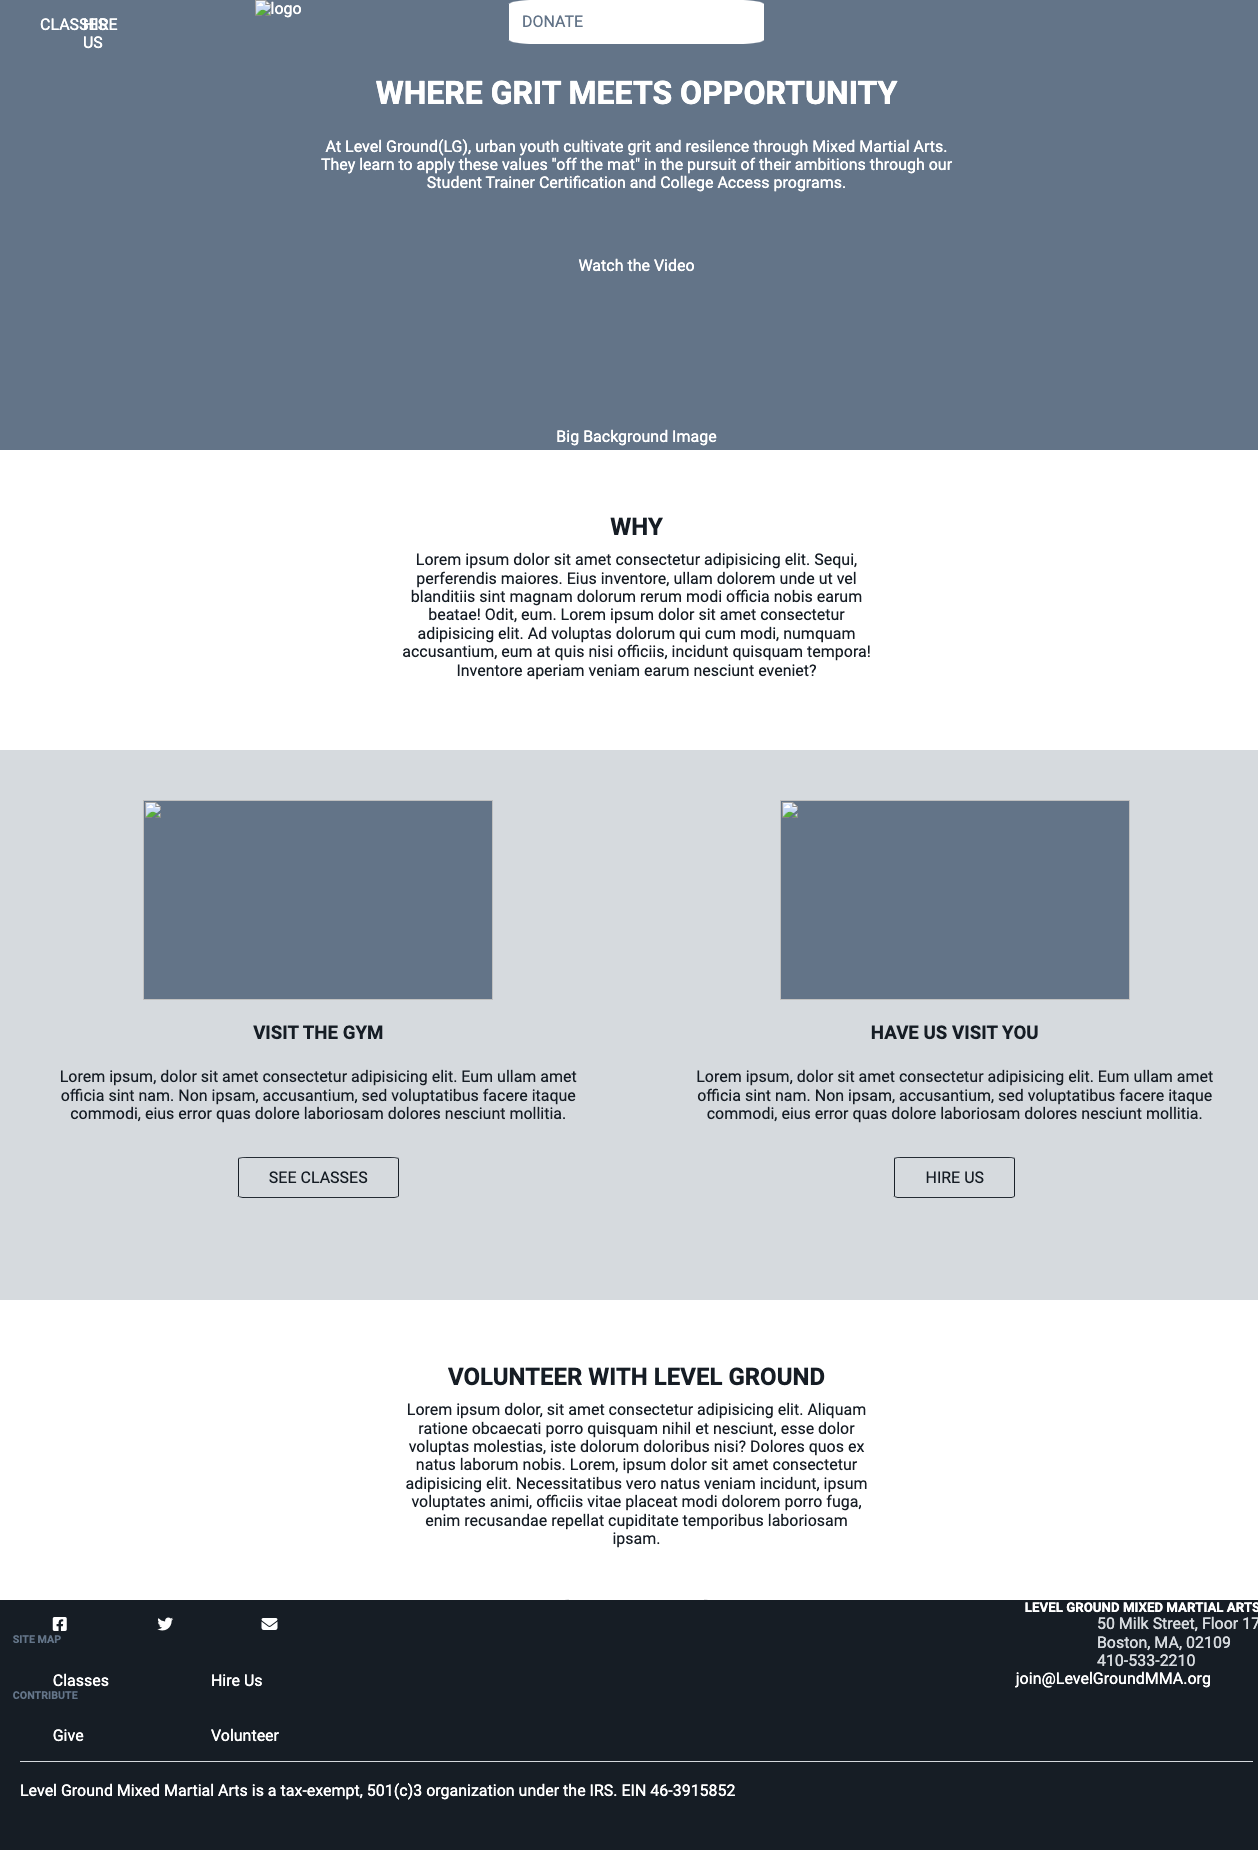 CLASSES HIRE
US
logo
DONATE
WHERE GRIT MEETS OPPORTUNITY
At Level Ground(LG), urban youth cultivate grit and resilence through Mixed Martial Arts.
They learn to apply these values "off the mat" in the pursuit of their ambitions through our
Student Trainer Certification and College Access programs.
Watch the Video
Big Background Image
WHY
Lorem ipsum dolor sit amet consectetur adipisicing elit. Sequi,
perferendis maiores. Eius inventore, ullam dolorem unde ut vel
blanditiis sint magnam dolorum rerum modi officia nobis earum
beatae! Odit, eum. Lorem ipsum dolor sit amet consectetur
adipisicing elit. Ad voluptas dolorum qui cum modi, numquam
accusantium, eum at quis nisi officiis, incidunt quisquam tempora!
Inventore aperiam veniam earum nesciunt eveniet?
VISIT THE GYM
Lorem ipsum, dolor sit amet consectetur adipisicing elit. Eum ullam amet
officia sint nam. Non ipsam, accusantium, sed voluptatibus facere itaque
commodi, eius error quas dolore laboriosam dolores nesciunt mollitia.
SEE CLASSES
HAVE US VISIT YOU
Lorem ipsum, dolor sit amet consectetur adipisicing elit. Eum ullam amet
officia sint nam. Non ipsam, accusantium, sed voluptatibus facere itaque
commodi, eius error quas dolore laboriosam dolores nesciunt mollitia.
HIRE US
VOLUNTEER WITH LEVEL GROUND
Lorem ipsum dolor, sit amet consectetur adipisicing elit. Aliquam
ratione obcaecati porro quisquam nihil et nesciunt, esse dolor
voluptas molestias, iste dolorum doloribus nisi? Dolores quos ex
natus laborum nobis. Lorem, ipsum dolor sit amet consectetur
adipisicing elit. Necessitatibus vero natus veniam incidunt, ipsum
voluptates animi, officiis vitae placeat modi dolorem porro fuga,
enim recusandae repellat cupiditate temporibus laboriosam
ipsam.
SITE MAP
Classes Hire Us
CONTRIBUTE
Give Volunteer
LEVEL GROUND MIXED MARTIAL ARTS
50 Milk Street, Floor 17
Boston, MA, 02109
410-533-2210
join@LevelGroundMMA.org
Level Ground Mixed Martial Arts is a tax-exempt, 501(c)3 organization under the IRS. EIN 46-3915852